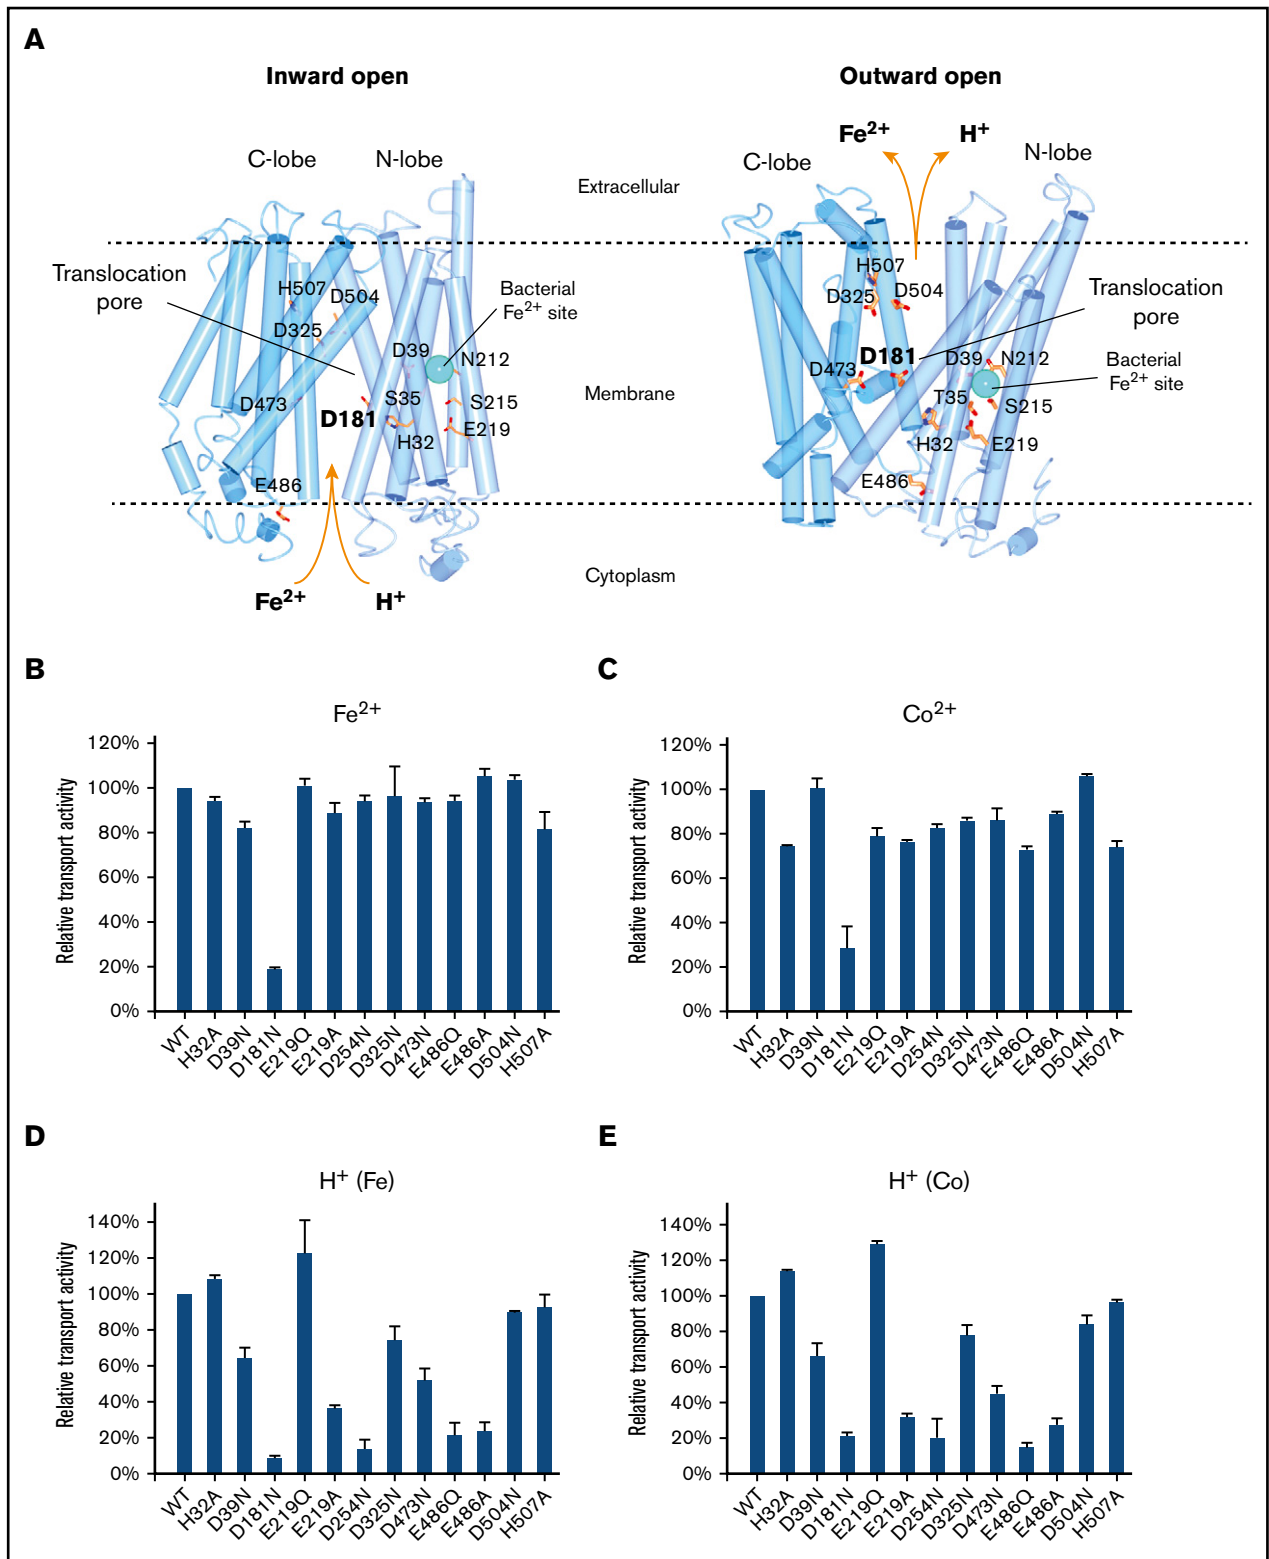 A
Inward open
Outward open
Fe2+
H+
C-lobe
N-lobe
C-lobe
N-lobe
Extracellular
Translocation
pore
H507
D504
D325
D39
Bacterial
Fe2+ site
N212
D473
D181
S35
S215
H32
E219
E486
Membrane
H507
D325
D504
Translocation
pore
D473
D181
D39
N212
Bacterial
Fe2+ site
T35
S215
H32
E219
E486
Cytoplasm
Fe2+
H+
B
Fe2+
Relative transport activity
120%
100%
80%
60%
40%
20%
0%
WT
H32A
D39N
D181N
E219Q
E219A
D254N
D325N
D473N
E486Q
E486A
D504N
H507A
C
Co2+
Relative transport activity
120%
100%
80%
60%
40%
20%
0%
WT
H32A
D39N
D181N
E219Q
E219A
D254N
D325N
D473N
E486Q
E486A
D504N
H507A
D
H+ (Fe)
Relative transport activity
140%
120%
100%
80%
60%
40%
20%
0%
WT
H32A
D39N
D181N
E219Q
E219A
D254N
D325N
D473N
E486Q
E486A
D504N
H507A
E
H+ (Co)
Relative transport activity
140%
120%
100%
80%
60%
40%
20%
0%
WT
H32A
D39N
D181N
E219Q
E219A
D254N
D325N
D473N
E486Q
E486A
D504N
H507A